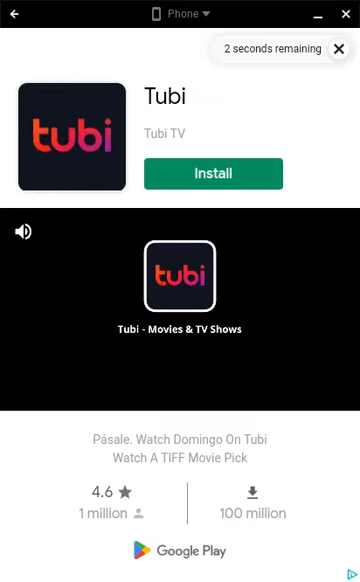 Phone
2 seconds remaining
tubi
Tubi
Tubi TV
Install
tubi
Tubi - Movies & TV Shows
Pásale. Watch Domingo On Tubi
Watch A TIFF Movie Pick
4.6
1 million
100 million
Google Play